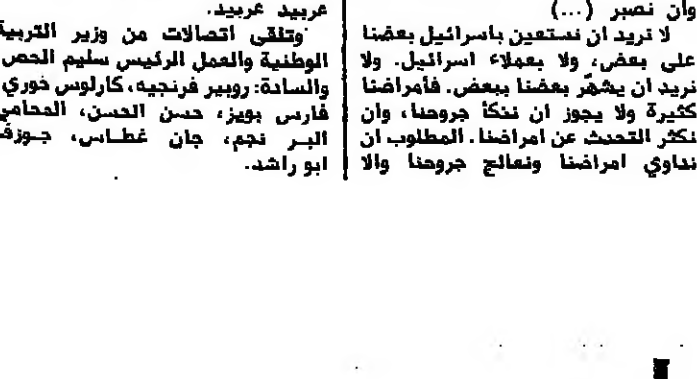 وان نصبر (...)
لا نريد ان نستعين باسرائيل بعضنا
على بعض، ولا بعملاء اسرائيل. ولا
نريد ان يشهّر بعضنا ببعض. فأمراضنا
كثيرة ولا يجوز ان ننكأ جروحنا، وان
نكثر التحدث عن امراضنا. المطلوب ان
نداوي امراضنا ونعالج جروحنا والا
عربيد عربيد.
وتلقى اتصالات من وزير التربية
الوطنية والعمل الرئيس سليم الحص
والسادة: روبير فرنجيه، كارلوس خوري
فارس بويز، حسن الحسن، المحامي
البر نجم، جان غطاس، جوزف
ابو راشد.